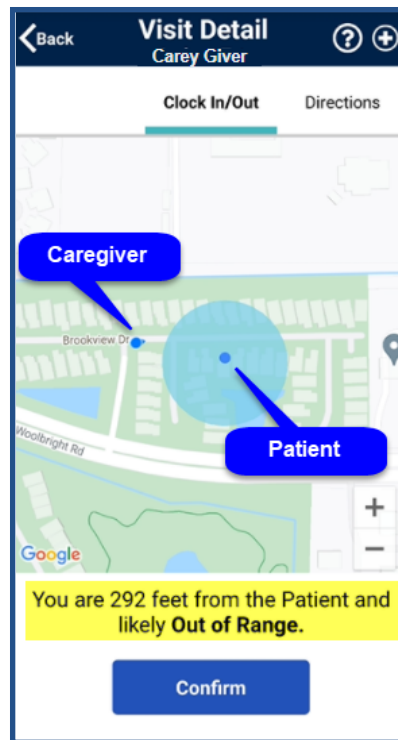 Back
Visit Detail
Carey Giver
?
Clock In/Out
Directions
Caregiver
Brookview Dr
Patient
Woolbright Rd
+
−
Google
You are 292 feet from the Patient and
likely Out of Range.
Confirm